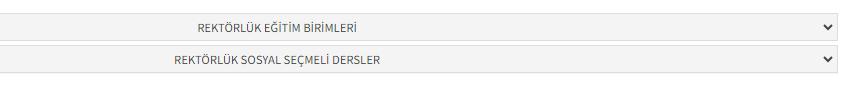 REKTÖRLÜK EĞİTİM BİRİMLERİ
REKTÖRLÜK SOSYAL SEÇMELİ DERSLER